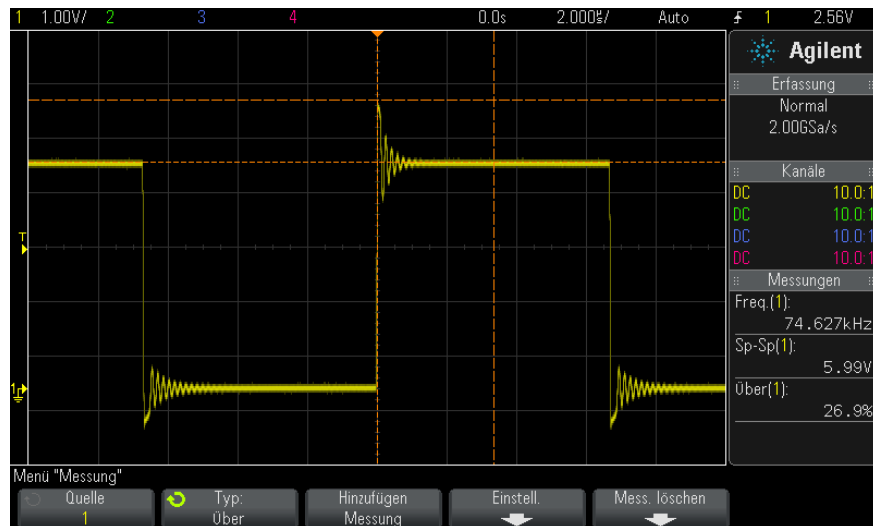 1 1.00V/ 2 3 4 0.0s 2.000µs/ Auto 1 2.56V
Agilent
Erfassung
Normal
2.00GSa/s
Kanäle
DC 10.0:1
DC 10.0:1
DC 10.0:1
DC 10.0:1
Messungen
Freq.(1):
74.627kHz
Sp-Sp(1):
5.99V
Über(1):
26.9%
T
1
Menü "Messung"
Quelle
1
Typ:
Über
Hinzufügen
Messung
Einstell.
Mess. löschen